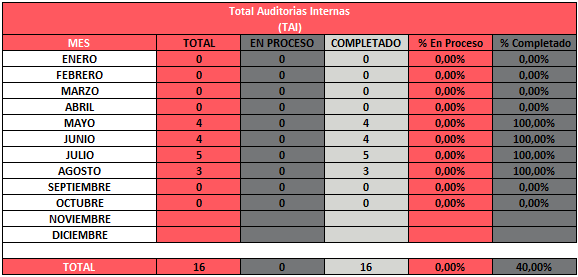 Total Auditorias Internas
(TAI)
MES TOTAL EN PROCESO COMPLETADO % En Proceso % Completado
ENERO 0 0 0 0,00% 0,00%
FEBRERO 0 0 0 0,00% 0,00%
MARZO 0 0 0 0,00% 0,00%
ABRIL 0 0 0 0,00% 0,00%
MAYO 4 0 4 0,00% 100,00%
JUNIO 4 0 4 0,00% 100,00%
JULIO 5 0 5 0,00% 100,00%
AGOSTO 3 0 3 0,00% 100,00%
SEPTIEMBRE 0 0 0 0,00% 0,00%
OCTUBRE 0 0 0 0,00% 0,00%
NOVIEMBRE
DICIEMBRE
TOTAL 16 0 16 0,00% 40,00%